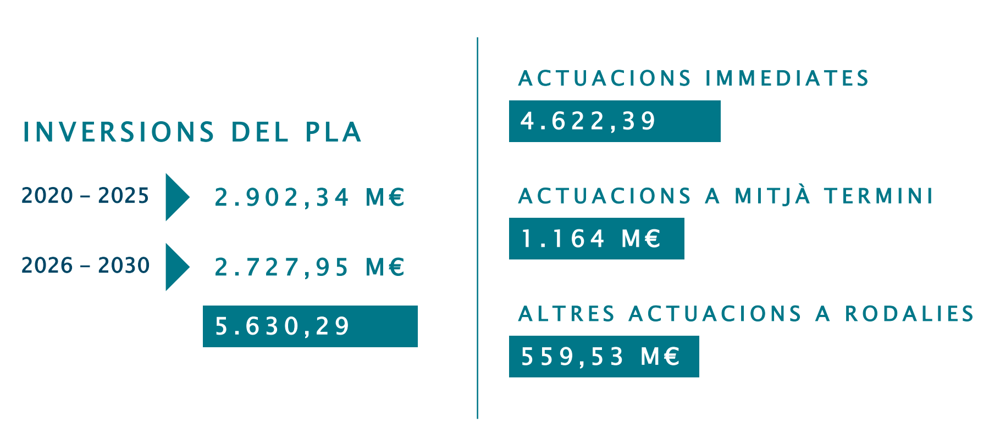 INVERSIONS DEL PLA
2020 – 2025 2.902,34 M€
2026 – 2030 2.727,95 M€
5.630,29
ACTUACIONS IMMEDIATES
4.622,39
ACTUACIONS A MITJÀ TERMINI
1.164 M€
ALTRES ACTUACIONS A RODALIES
559,53 M€